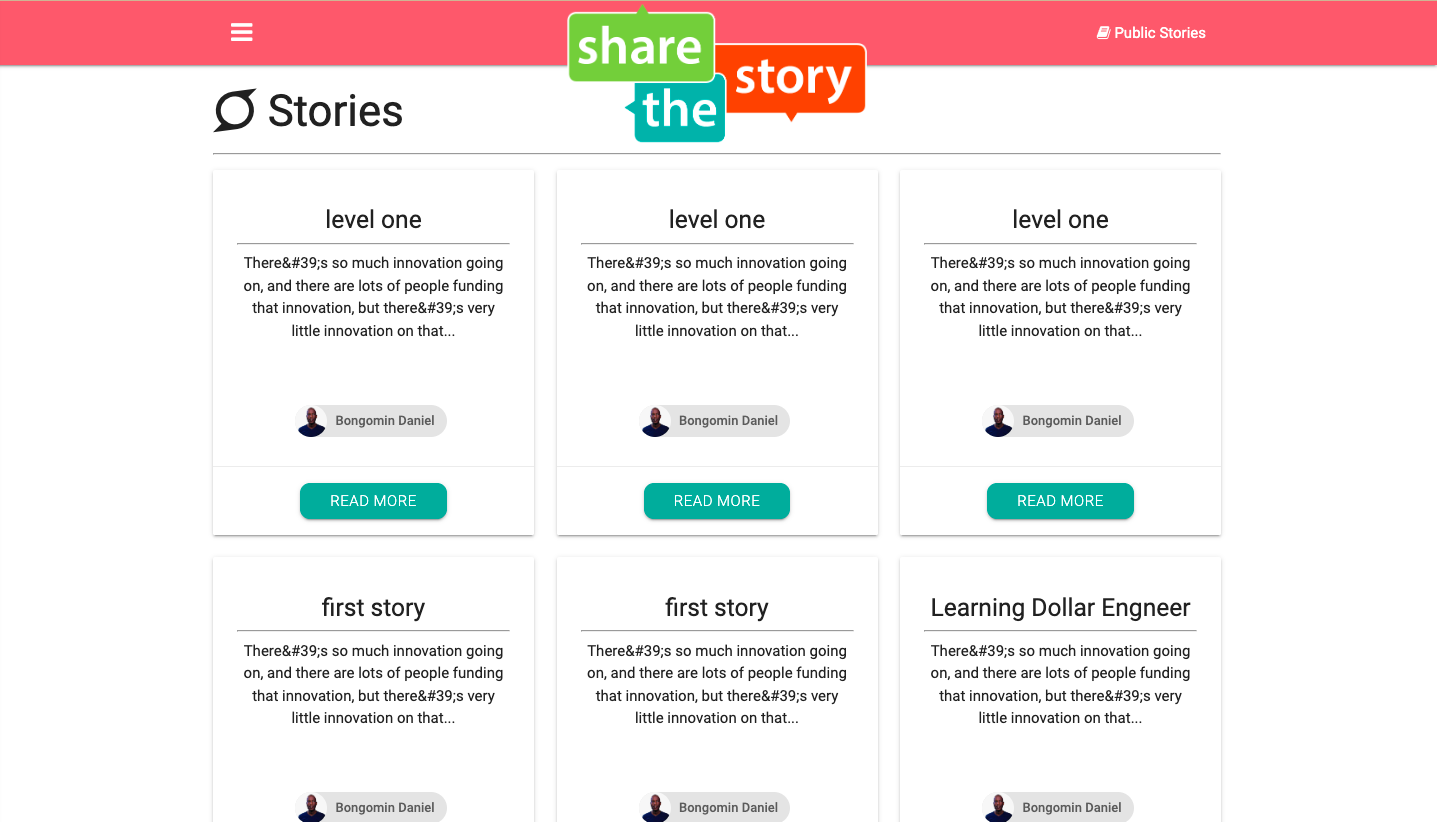 share
story
the
Public Stories
Stories
level one
There&#39;s so much innovation going
on, and there are lots of people funding
that innovation, but there&#39;s very
little innovation on that...
Bongomin Daniel
READ MORE
level one
There&#39;s so much innovation going
on, and there are lots of people funding
that innovation, but there&#39;s very
little innovation on that...
Bongomin Daniel
READ MORE
level one
There&#39;s so much innovation going
on, and there are lots of people funding
that innovation, but there&#39;s very
little innovation on that...
Bongomin Daniel
READ MORE
first story
There&#39;s so much innovation going
on, and there are lots of people funding
that innovation, but there&#39;s very
little innovation on that...
Bongomin Daniel
first story
There&#39;s so much innovation going
on, and there are lots of people funding
that innovation, but there&#39;s very
little innovation on that...
Bongomin Daniel
Learning Dollar Engneer
There&#39;s so much innovation going
on, and there are lots of people funding
that innovation, but there&#39;s very
little innovation on that...
Bongomin Daniel